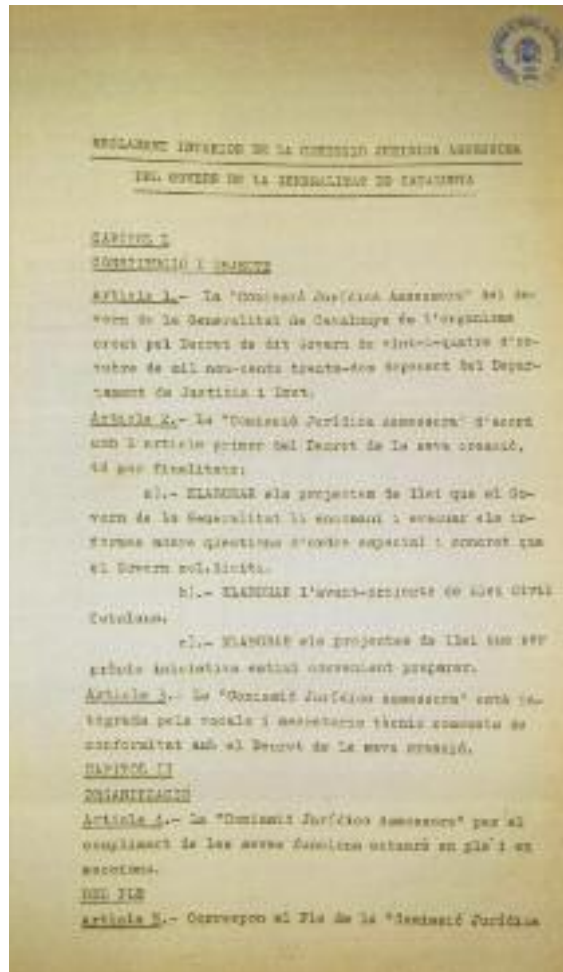 REGLAMENT INTERIOR DE LA COMISSIÓ JURIDICA ASSESSORA
DEL GOVERN DE LA GENERALITAT DE CATALUNYA
CAPITOL I
CONSTITUCIÓ I OBJECTE
Article 1.- La "Comissió Jurídica Assessora" del Go-
vern de la Generalitat de Catalunya és l'organisme
creat pel Decret de dit Govern de vint-i-quatre d'oc-
tubre de mil nou-cents trenta-dos depenent del Depar-
tament de Justícia i Dret.
Article 2.- La "Comissió Jurídica Assessora" d'acord
amb l'article primer del Decret de la seva creació,
té per finalitats:
a).- ELABORAR els projectes de llei que el Go-
vern de la Generalitat li encomani i evacuar els in-
formes sobre questions d'ordre especial i concret que
el Govern sol.liciti.
b).- ELABORAR l'avant-projecte de Civil
Catalana.
c).- ELABORAR els projectes de llei que per
pròpia iniciativa estimi convenient preparar.
Article 3.- La "Comissió Jurídica Assessora" està in-
tegrada pels vocals i secretaris tècnic de
conformitat amb el Decret de la seva creació.
CAPITOL II
ORGANITZACIÓ
Article 4.- La "Comissió Jurídica Assessora" per al
compliment de les seves funcions actuarà en ple i en
seccions.
DEL PLE
Article 5.- Correspon al Ple de la "Comissió Jurídica